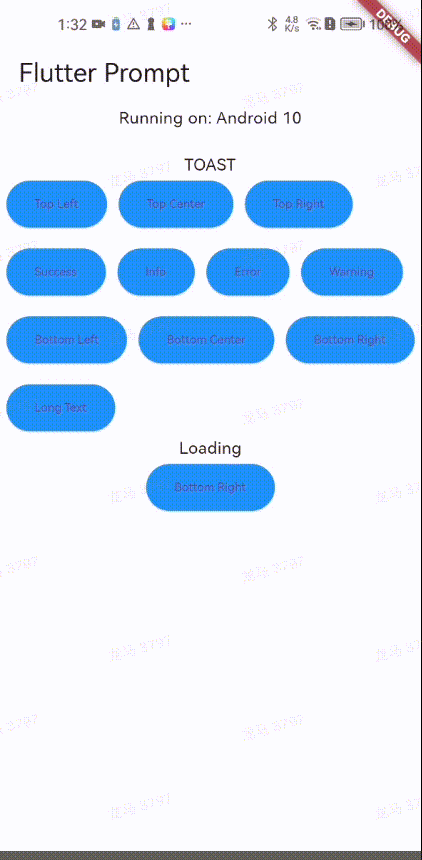 1:32 4.8 K/s
DEBUG
Flutter Prompt
Running on: Android 10
TOAST
Top Left Top Center Top Right
Success Info Error Warning
Bottom Left Bottom Center Bottom Right
Long Text
Loading
Bottom Right
3797